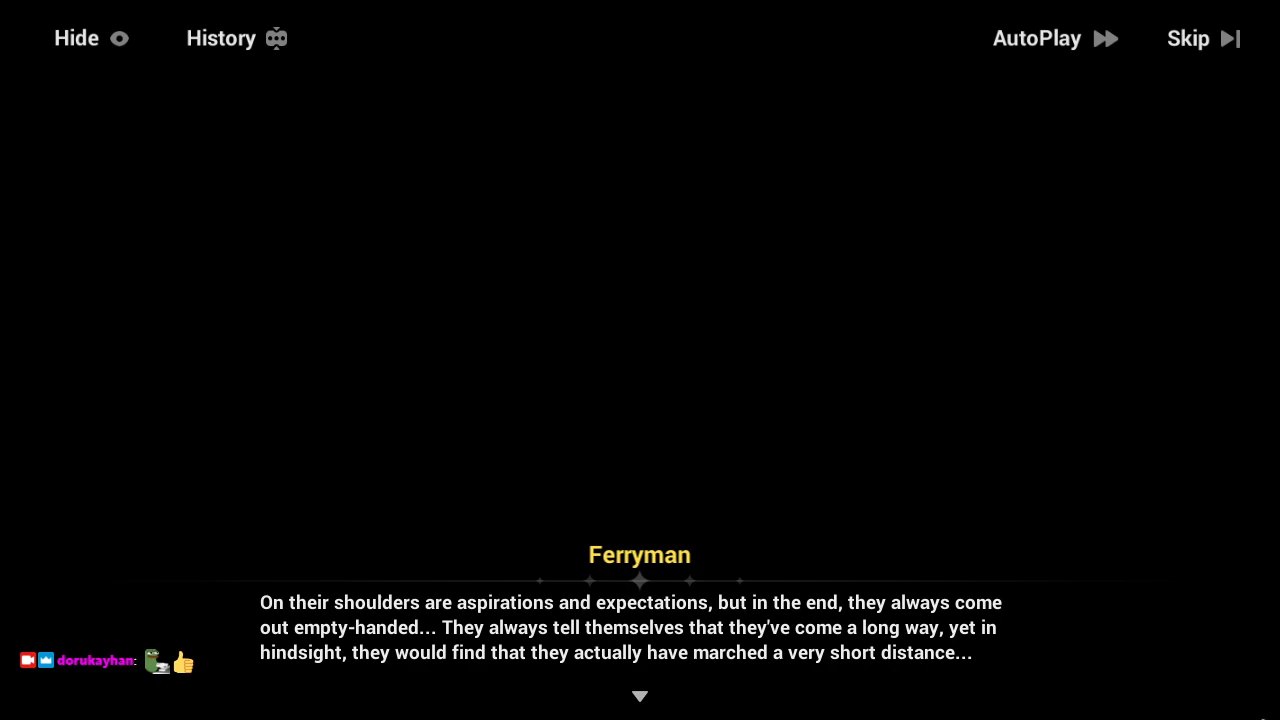 Hide
History
AutoPlay
Skip
Ferryman
On their shoulders are aspirations and expectations, but in the end, they always come
out empty-handed... They always tell themselves that they've come a long way, yet in
hindsight, they would find that they actually have marched a very short distance...
dorukayhan: